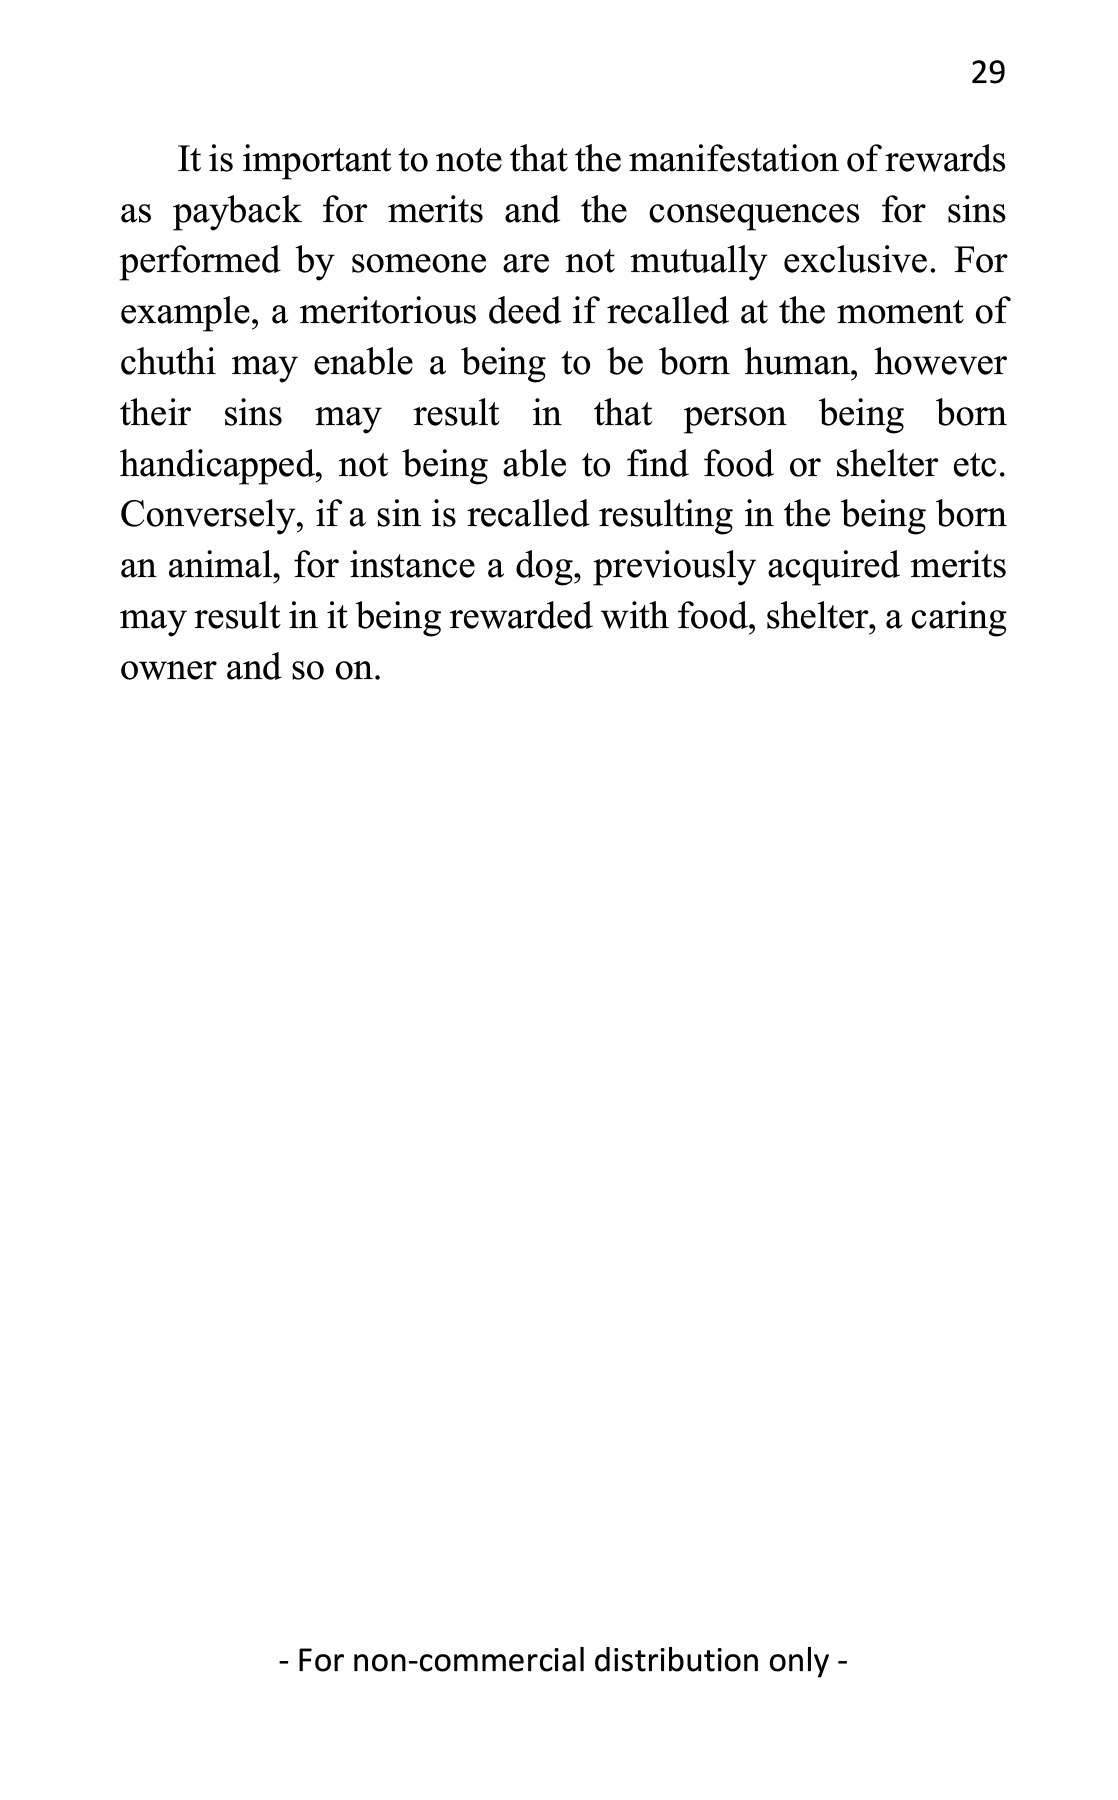 29
It is important to note that the manifestation of rewards
as payback for merits and the consequences for sins
performed by someone are not mutually exclusive. For
example, a meritorious deed if recalled at the moment of
chuthi may enable a being to be born human, however
their sins may result in that person being born
handicapped, not being able to find food or shelter etc.
Conversely, if a sin is recalled resulting in the being born
an animal, for instance a dog, previously acquired merits
may result in it being rewarded with food, shelter, a caring
owner and so on.
- For non-commercial distribution only -